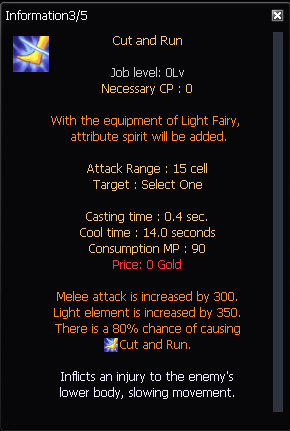 Information3/5
Cut and Run
Job level: 0Lv
Necessary CP : 0
With the equipment of Light Fairy,
attribute spirit will be added.
Attack Range : 15 cell
Target : Select One
Casting time : 0.4 sec.
Cool time : 14.0 seconds
Consumption MP : 90
Price: 0 Gold
Melee attack is increased by 300.
Light element is increased by 350.
There is a 80% chance of causing
Cut and Run.
Inflicts an injury to the enemy's
lower body, slowing movement.